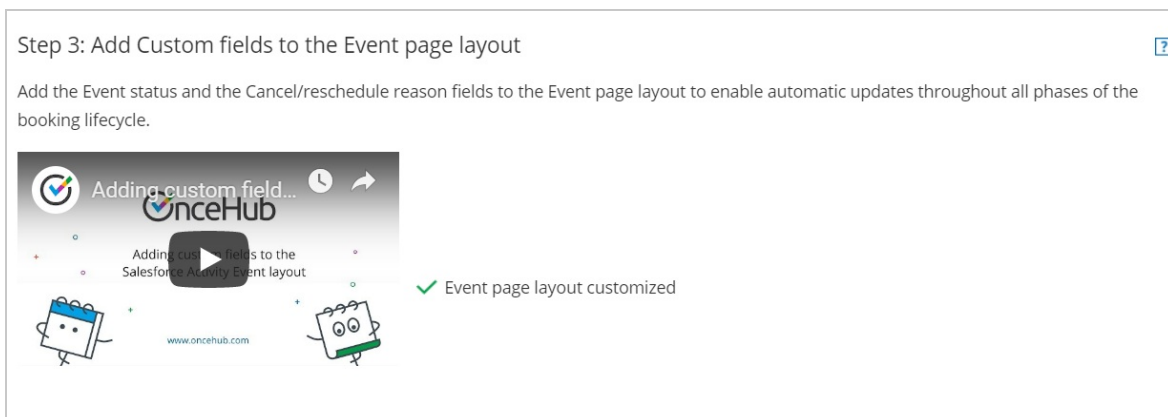 Step 3: Add Custom fields to the Event page layout
?
Add the Event status and the Cancel/reschedule reason fields to the Event page layout to enable automatic updates throughout all phases of the
booking lifecycle.
Adding custom field...
OnceHub
Adding custom fields to the
Salesforce Activity Event layout
www.oncehub.com
Event page layout customized